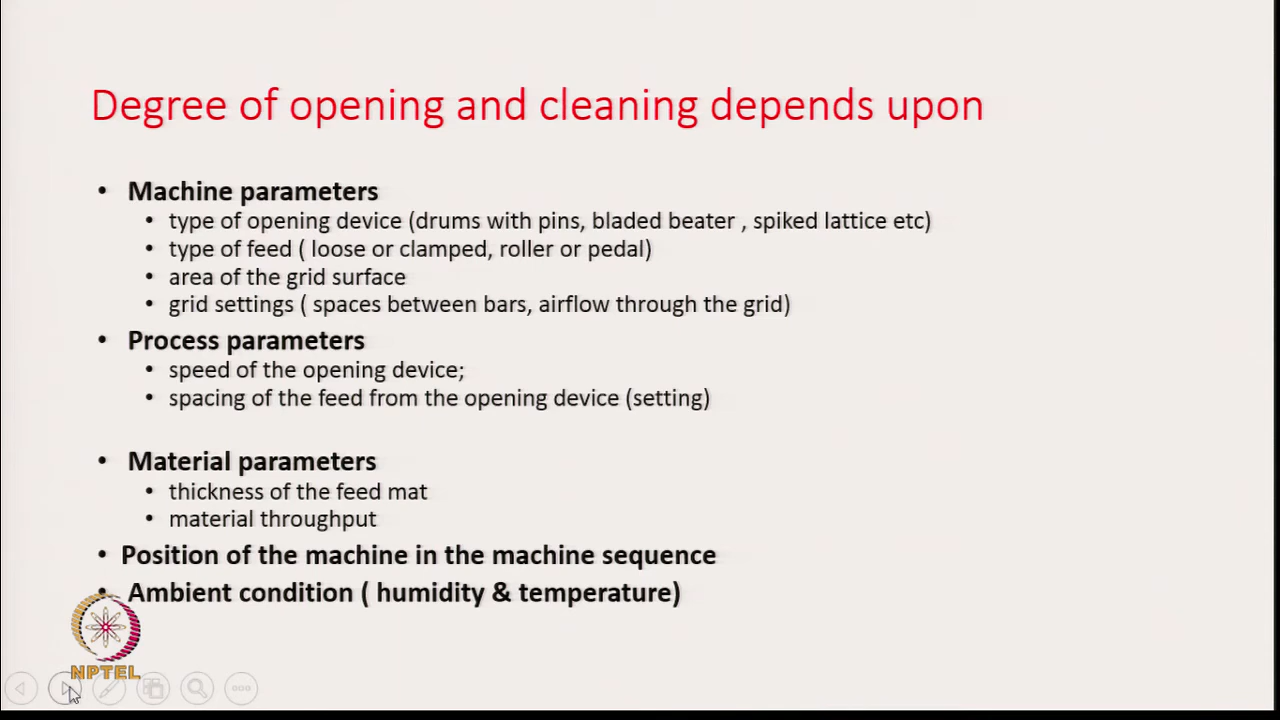 Degree of opening and cleaning depends upon
• Machine parameters
• type of opening device (drums with pins, bladed beater , spiked lattice etc)
• type of feed ( loose or clamped, roller or pedal)
• area of the grid surface
• grid settings ( spaces between bars, airflow through the grid)
• Process parameters
• speed of the opening device;
• spacing of the feed from the opening device (setting)
• Material parameters
• thickness of the feed mat
• material throughput
• Position of the machine in the machine sequence
• Ambient condition ( humidity & temperature)
NPTEL